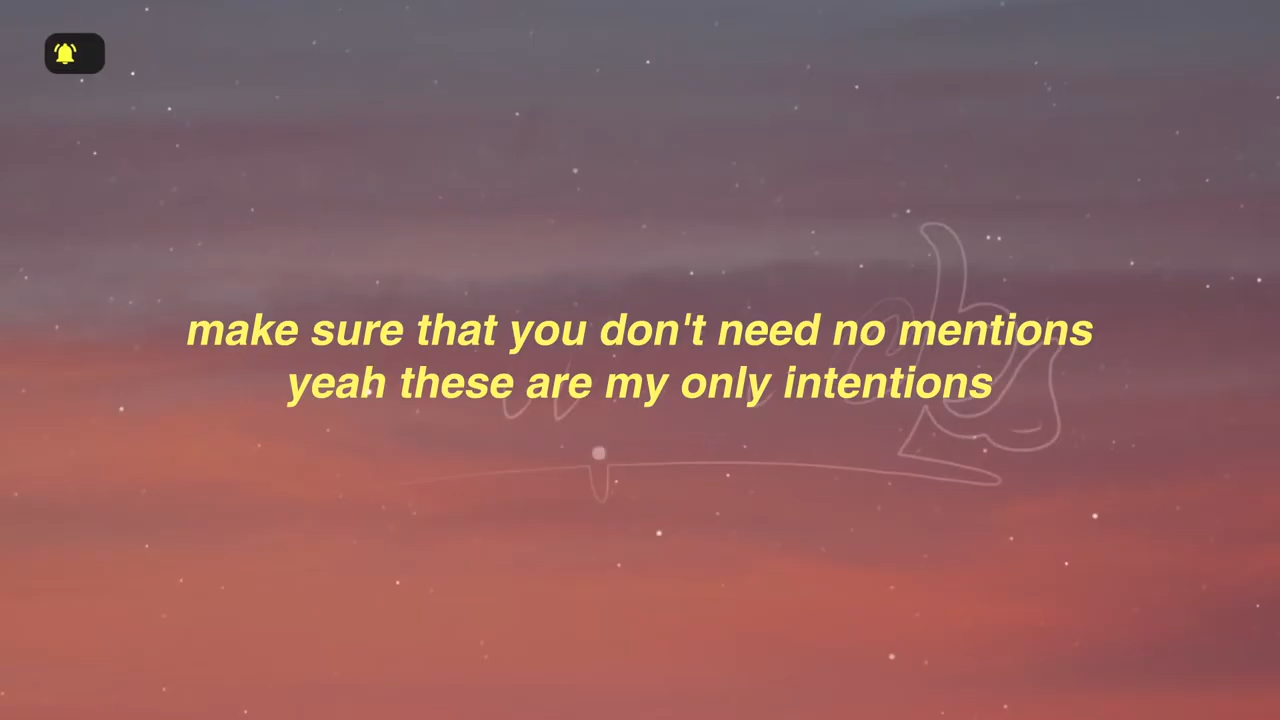 make sure that you don't need no mentions
yeah these are my only intentions